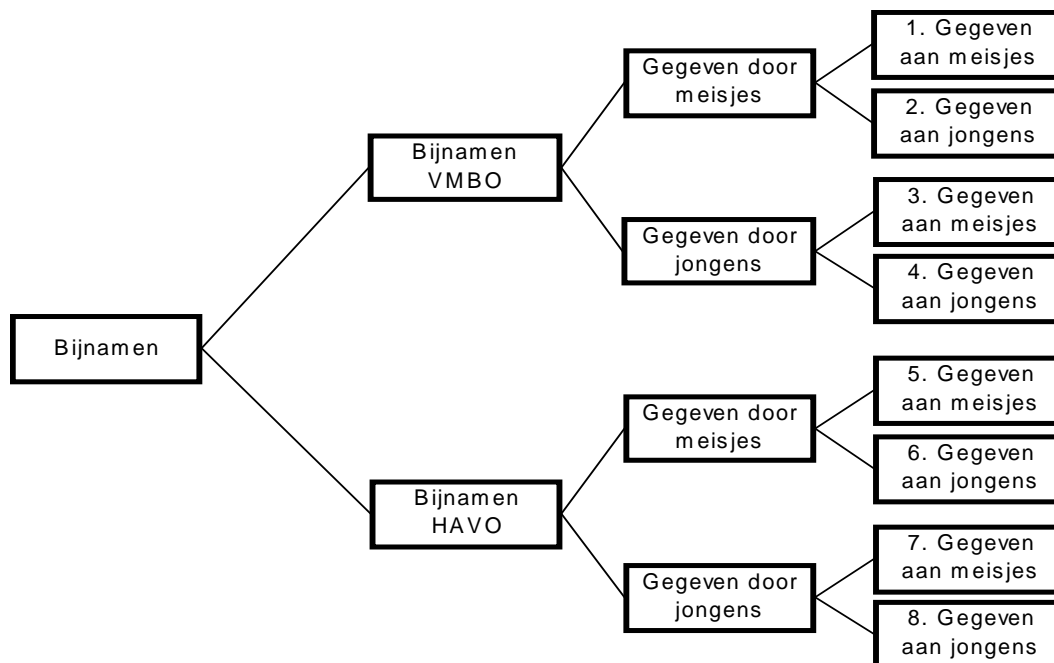 Bijnamen
Bijnamen
VMBO
Gegeven door
meisjes
1. Gegeven
aan meisjes
2. Gegeven
aan jongens
Gegeven door
jongens
3. Gegeven
aan meisjes
4. Gegeven
aan jongens
Bijnamen
HAVO
Gegeven door
meisjes
5. Gegeven
aan meisjes
6. Gegeven
aan jongens
Gegeven door
jongens
7. Gegeven
aan meisjes
8. Gegeven
aan jongens